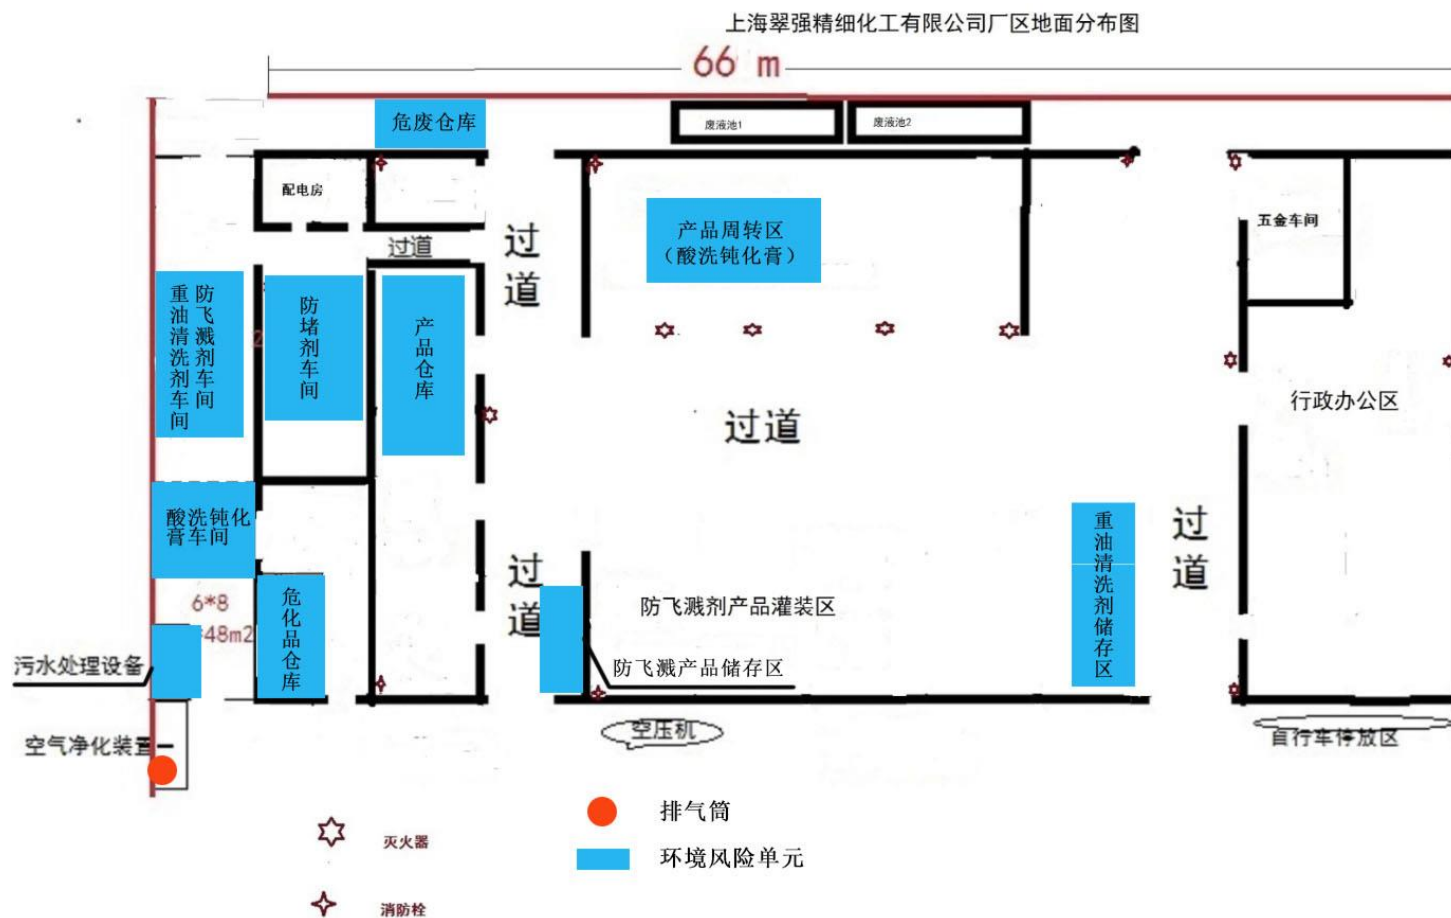 上海翠强精细化工有限公司厂区地面分布图
66 m
危废仓库
废液池1
废液池2
配电房
过道
过道
产品周转区
（酸洗钝化膏）
五金车间
防飞溅剂车间
重油清洗剂车间
防堵剂车间
产品仓库
过道
行政办公区
酸洗钝化
膏车间
6*8
48m2
危化品仓库
过道
防飞溅剂产品灌装区
防飞溅产品储存区
重油清洗剂储存区
过道
污水处理设备
空气净化装置
空压机
自行车停放区
排气筒
灭火器
环境风险单元
消防栓